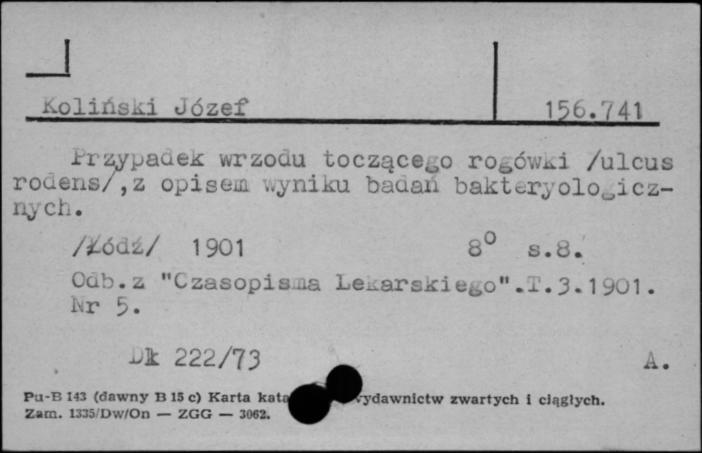 Koliński Józef 156.741
Przypadek wrzodu toczącego rogówki /ulcus
rodens/,z opisem wyniku badań bakteryologicz-
nych.
/Łódź/ 1901 8° s.8.
Odb.z "Czasopisma Lekarskiego".T.3.1901.
Nr 5.
Dk 222/73 A.
Pu-B 143 (dawny B 15 c) Karta wydawnictw zwartych i ciągłych.
Zam. 1335/Dw/On — ZGG — 3062.